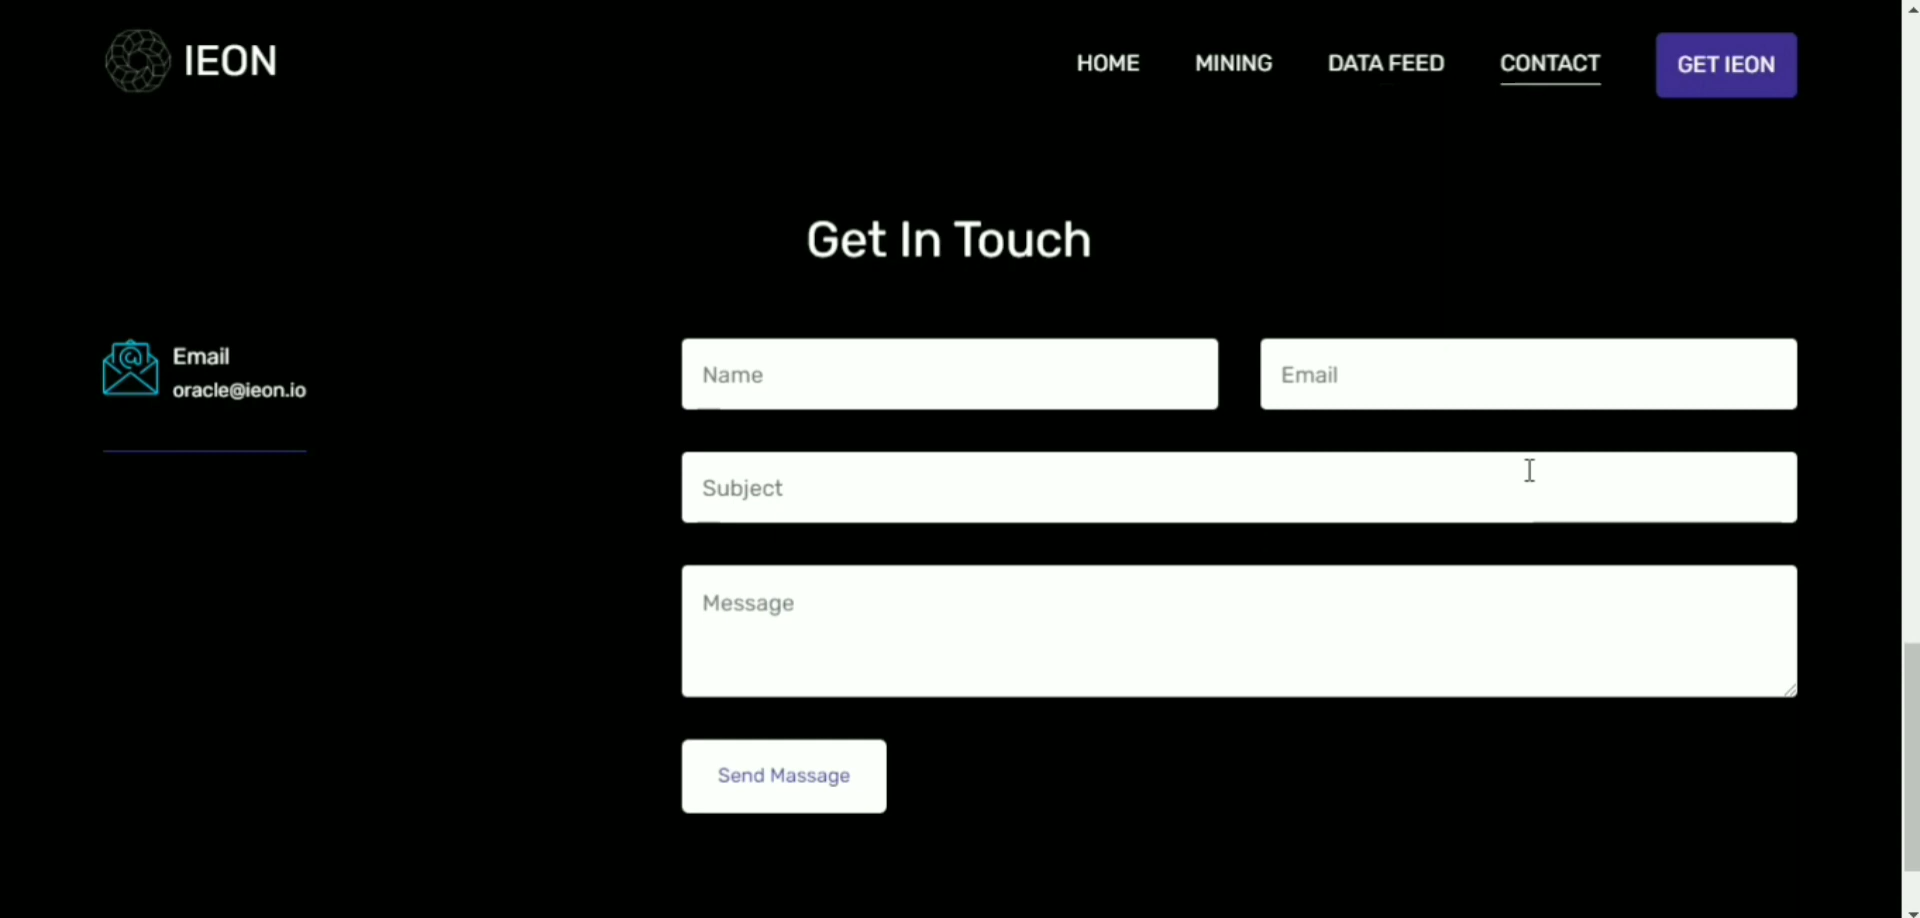 IEON
HOME
MINING
DATA FEED
CONTACT
GET IEON
Get In Touch
Email
oracle@ieon.io
Name
Email
Subject
Message
Send Massage